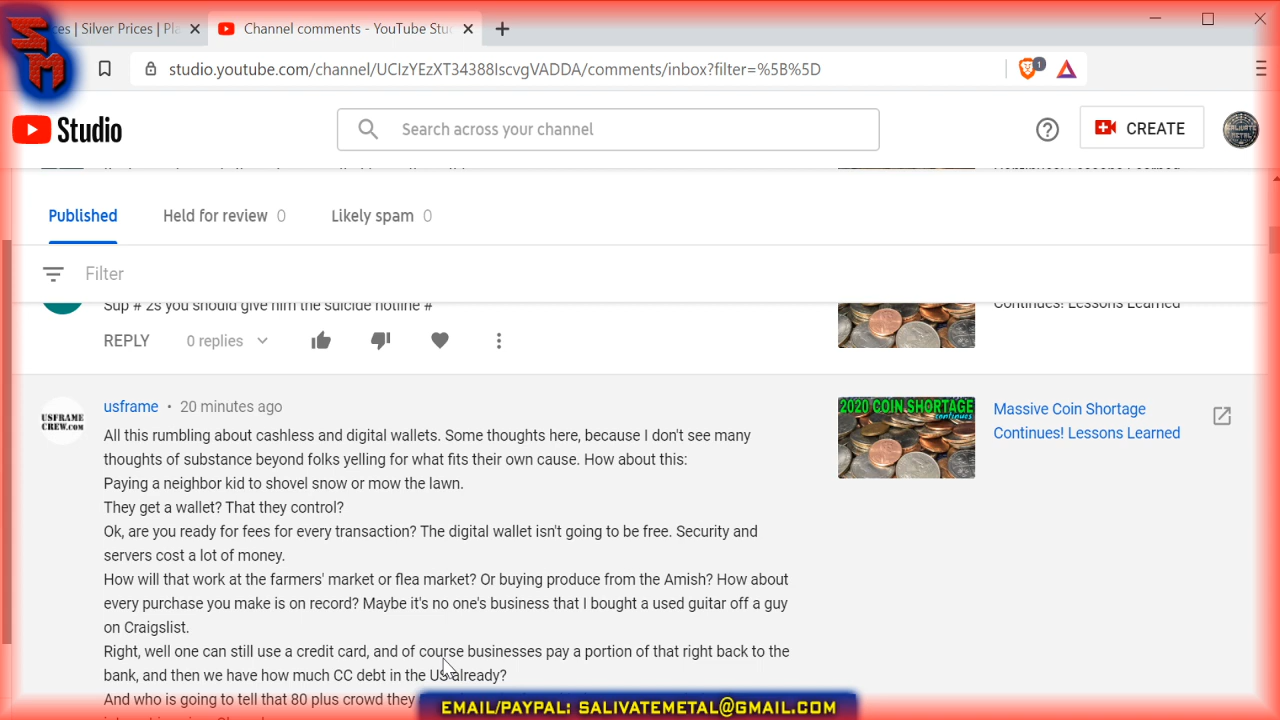 SM
es | Silver Prices | Pla
Channel comments - YouTube Stu
studio.youtube.com/channel/UCIzYEzXT34388IscvgVADDA/comments/inbox?filter=%5B%5D
1
Studio
Search across your channel
CREATE
SALIVATE METAL
Published
Held for review 0
Likely spam 0
Filter
Sup # 2s you should give him the suicide hotline #
Continues! Lessons Learned
REPLY
0 replies
USFRAME
CREW.COM
usframe • 20 minutes ago
2020 COIN SHORTAGE
continues!
Massive Coin Shortage
Continues! Lessons Learned
All this rumbling about cashless and digital wallets. Some thoughts here, because I don't see many
thoughts of substance beyond folks yelling for what fits their own cause. How about this:
Paying a neighbor kid to shovel snow or mow the lawn.
They get a wallet? That they control?
Ok, are you ready for fees for every transaction? The digital wallet isn't going to be free. Security and
servers cost a lot of money.
How will that work at the farmers' market or flea market? Or buying produce from the Amish? How about
every purchase you make is on record? Maybe it's no one's business that I bought a used guitar off a guy
on Craigslist.
Right, well one can still use a credit card, and of course businesses pay a portion of that right back to the
bank, and then we have how much CC debt in the US already?
And who is going to tell that 80 plus crowd they
EMAIL/PAYPAL: SALIVATEMETAL@GMAIL.COM